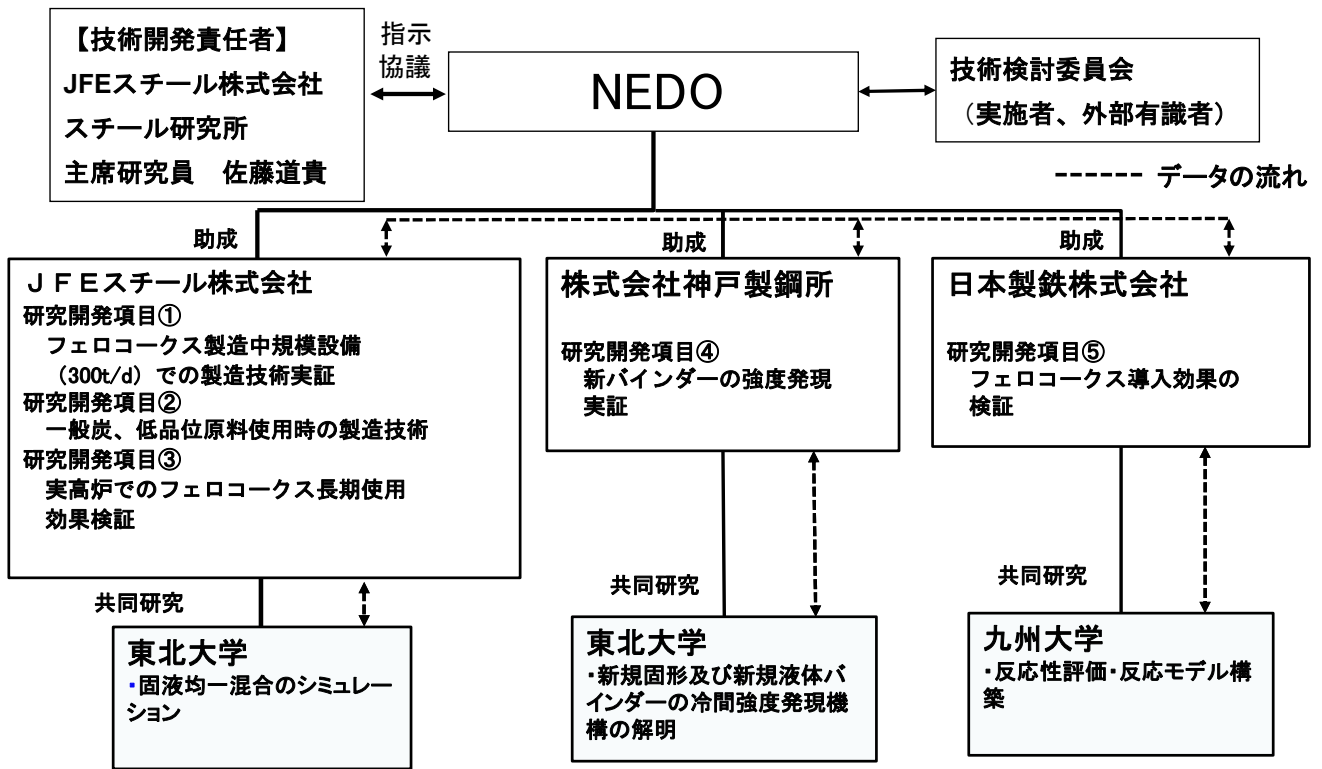 【技術開発責任者】
JFEスチール株式会社
スチール研究所
主席研究員　佐藤道貴
指示
協議
NEDO
技術検討委員会
（実施者、外部有識者）
データの流れ
助成
助成
助成
ＪＦＥスチール株式会社
研究開発項目①
フェロコークス製造中規模設備
（300t/d）での製造技術実証
研究開発項目②
一般炭、低品位原料使用時の製造技術
研究開発項目③
実高炉でのフェロコークス長期使用
効果検証
株式会社神戸製鋼所
研究開発項目④
新バインダーの強度発現
実証
日本製鉄株式会社
研究開発項目⑤
フェロコークス導入効果の
検証
共同研究
共同研究
共同研究
東北大学
・固液均一混合のシミュレー
ション
東北大学
・新規固形及び新規液体バ
インダーの冷間強度発現機
構の解明
九州大学
・反応性評価・反応モデル構
築